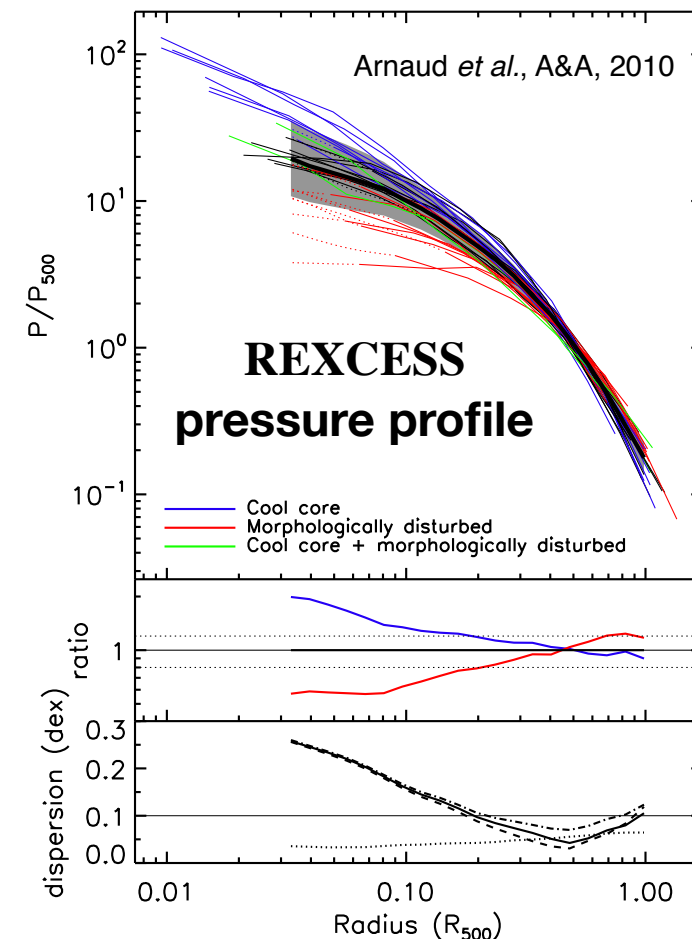 Arnaud et al., A&A, 2010
10²
10¹
10⁰
10⁻¹
P/P₅₀₀
REXCESS
pressure profile
Cool core
Morphologically disturbed
Cool core + morphologically disturbed
ratio
1
dispersion (dex)
0.3
0.2
0.1
0.0
0.01 0.10 1.00
Radius (R₅₀₀)